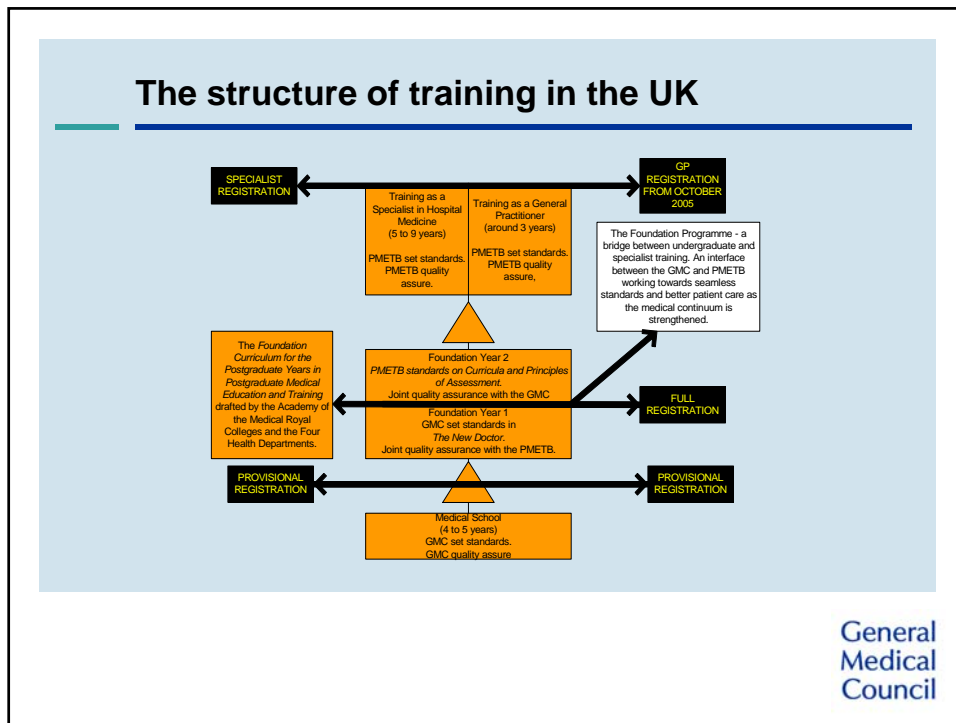 The structure of training in the UK
SPECIALIST
REGISTRATION
GP
REGISTRATION
FROM OCTOBER
2005
Training as a
Specialist in Hospital
Medicine
(5 to 9 years)
PMETB set standards.
PMETB quality
assure.
Training as a General
Practitioner
(around 3 years)
PMETB set standards.
PMETB quality
assure,
The Foundation Programme - a
bridge between undergraduate and
specialist training. An interface
between the GMC and PMETB
working towards seamless
standards and better patient care as
the medical continuum is
strengthened.
The Foundation
Curriculum for the
Postgraduate Years in
Postgraduate Medical
Education and Training
drafted by the Academy of
the Medical Royal
Colleges and the Four
Health Departments.
Foundation Year 2
PMETB standards on Curricula and Principles
of Assessment.
Joint quality assurance with the GMC
Foundation Year 1
GMC set standards in
The New Doctor.
Joint quality assurance with the PMETB.
FULL
REGISTRATION
PROVISIONAL
REGISTRATION
PROVISIONAL
REGISTRATION
Medical School
(4 to 5 years)
GMC set standards.
GMC quality assure
General
Medical
Council